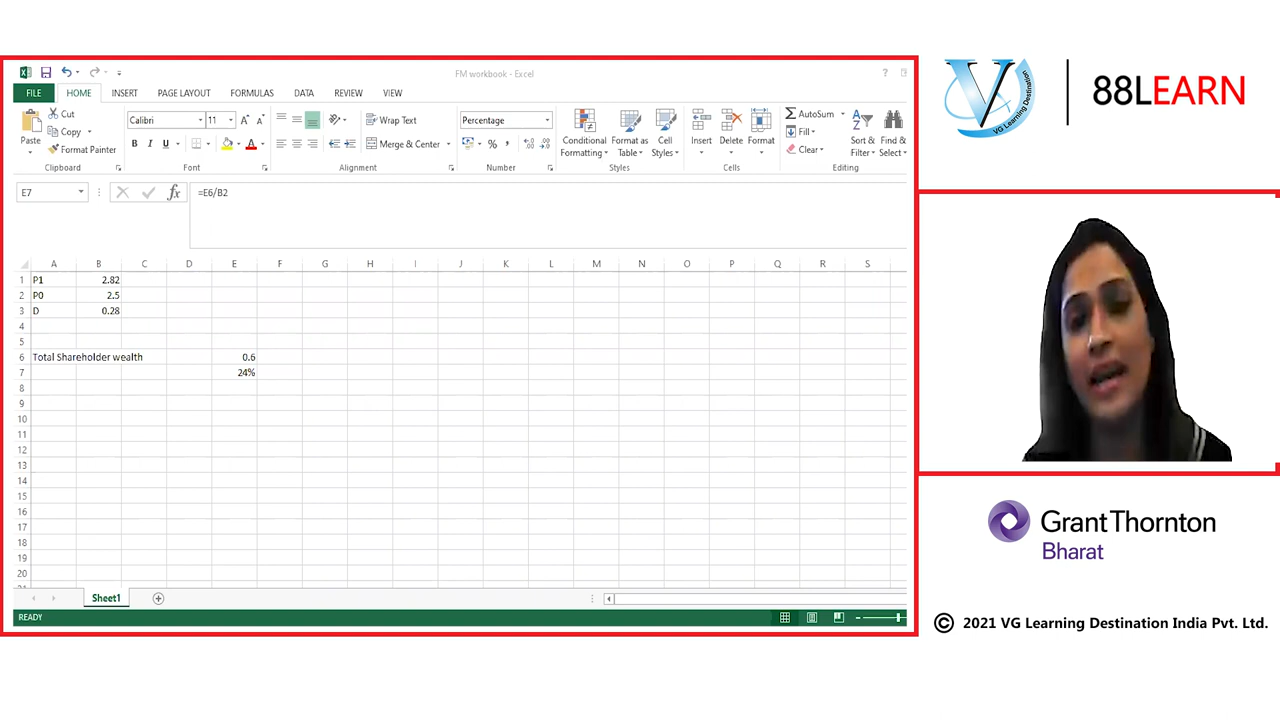 FM workbook - Excel
?
FILE
HOME
INSERT
PAGE LAYOUT
FORMULAS
DATA
REVIEW
VIEW
Paste
Cut
Copy
Format Painter
Clipboard
Calibri
11
B I U
Font
Wrap Text
Merge & Center
Alignment
Percentage
%
Number
Conditional Formatting
Format as Table
Cell Styles
Styles
Insert
Delete
Format
Cells
AutoSum
Fill
Clear
Sort & Filter
Find & Select
Editing
E7
fx
=E6/B2
A B C D E F G H I J K L M N O P Q R S
1 P1 2.82
2 P0 2.5
3 D 0.28
4
5
6 Total Shareholder wealth 0.6
7 24%
8
9
10
11
12
13
14
15
16
17
18
19
20
Sheet1
READY
V
VG Learning Destination
88LEARN
GrantThornton
Bharat
© 2021 VG Learning Destination India Pvt. Ltd.